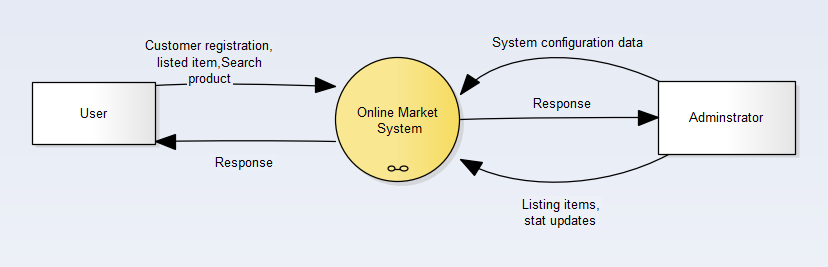 Customer registration,
listed item,Search
product
User
Response
Online Market
System
System configuration data
Response
Adminstrator
Listing items,
stat updates